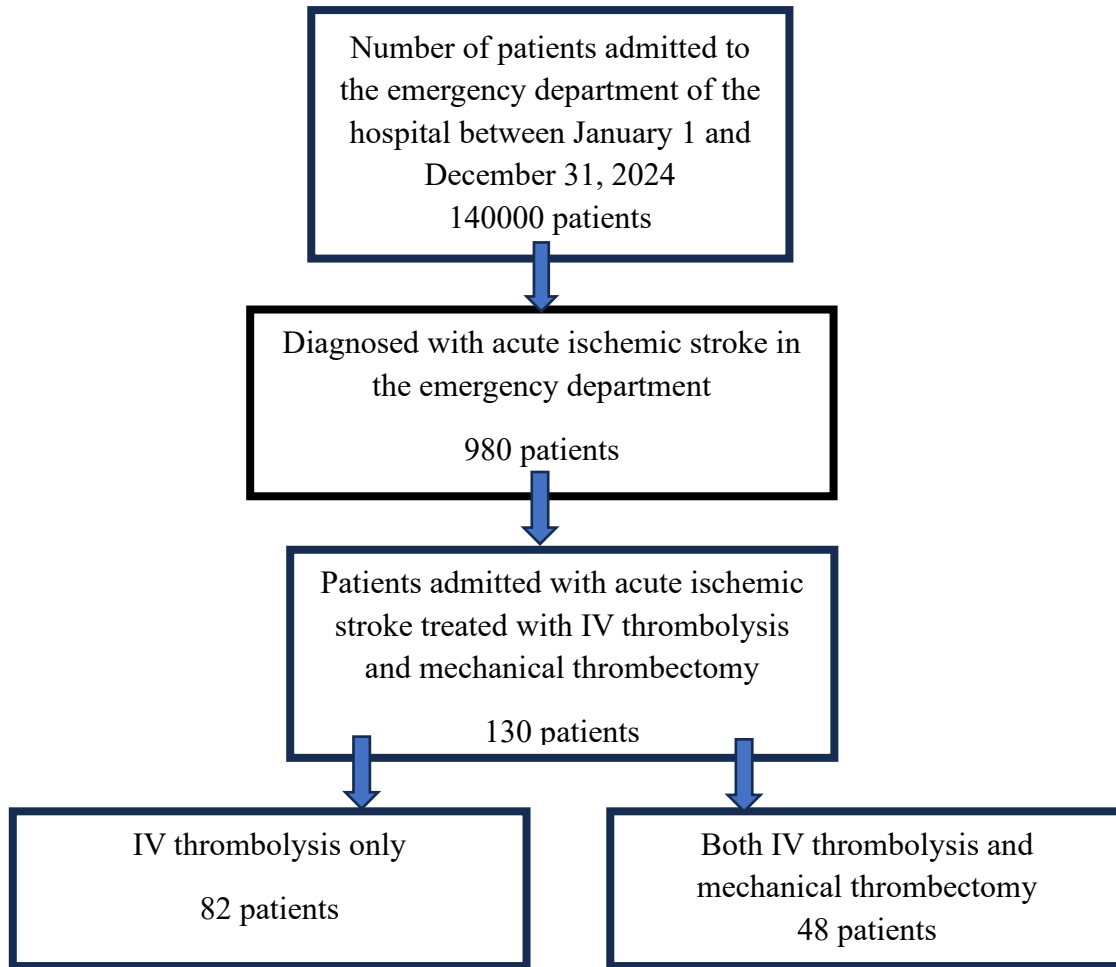 Number of patients admitted to
the emergency department of the
hospital between January 1 and
December 31, 2024
140000 patients
Diagnosed with acute ischemic stroke in
the emergency department
980 patients
Patients admitted with acute ischemic
stroke treated with IV thrombolysis
and mechanical thrombectomy
130 patients
IV thrombolysis only
82 patients
Both IV thrombolysis and
mechanical thrombectomy
48 patients